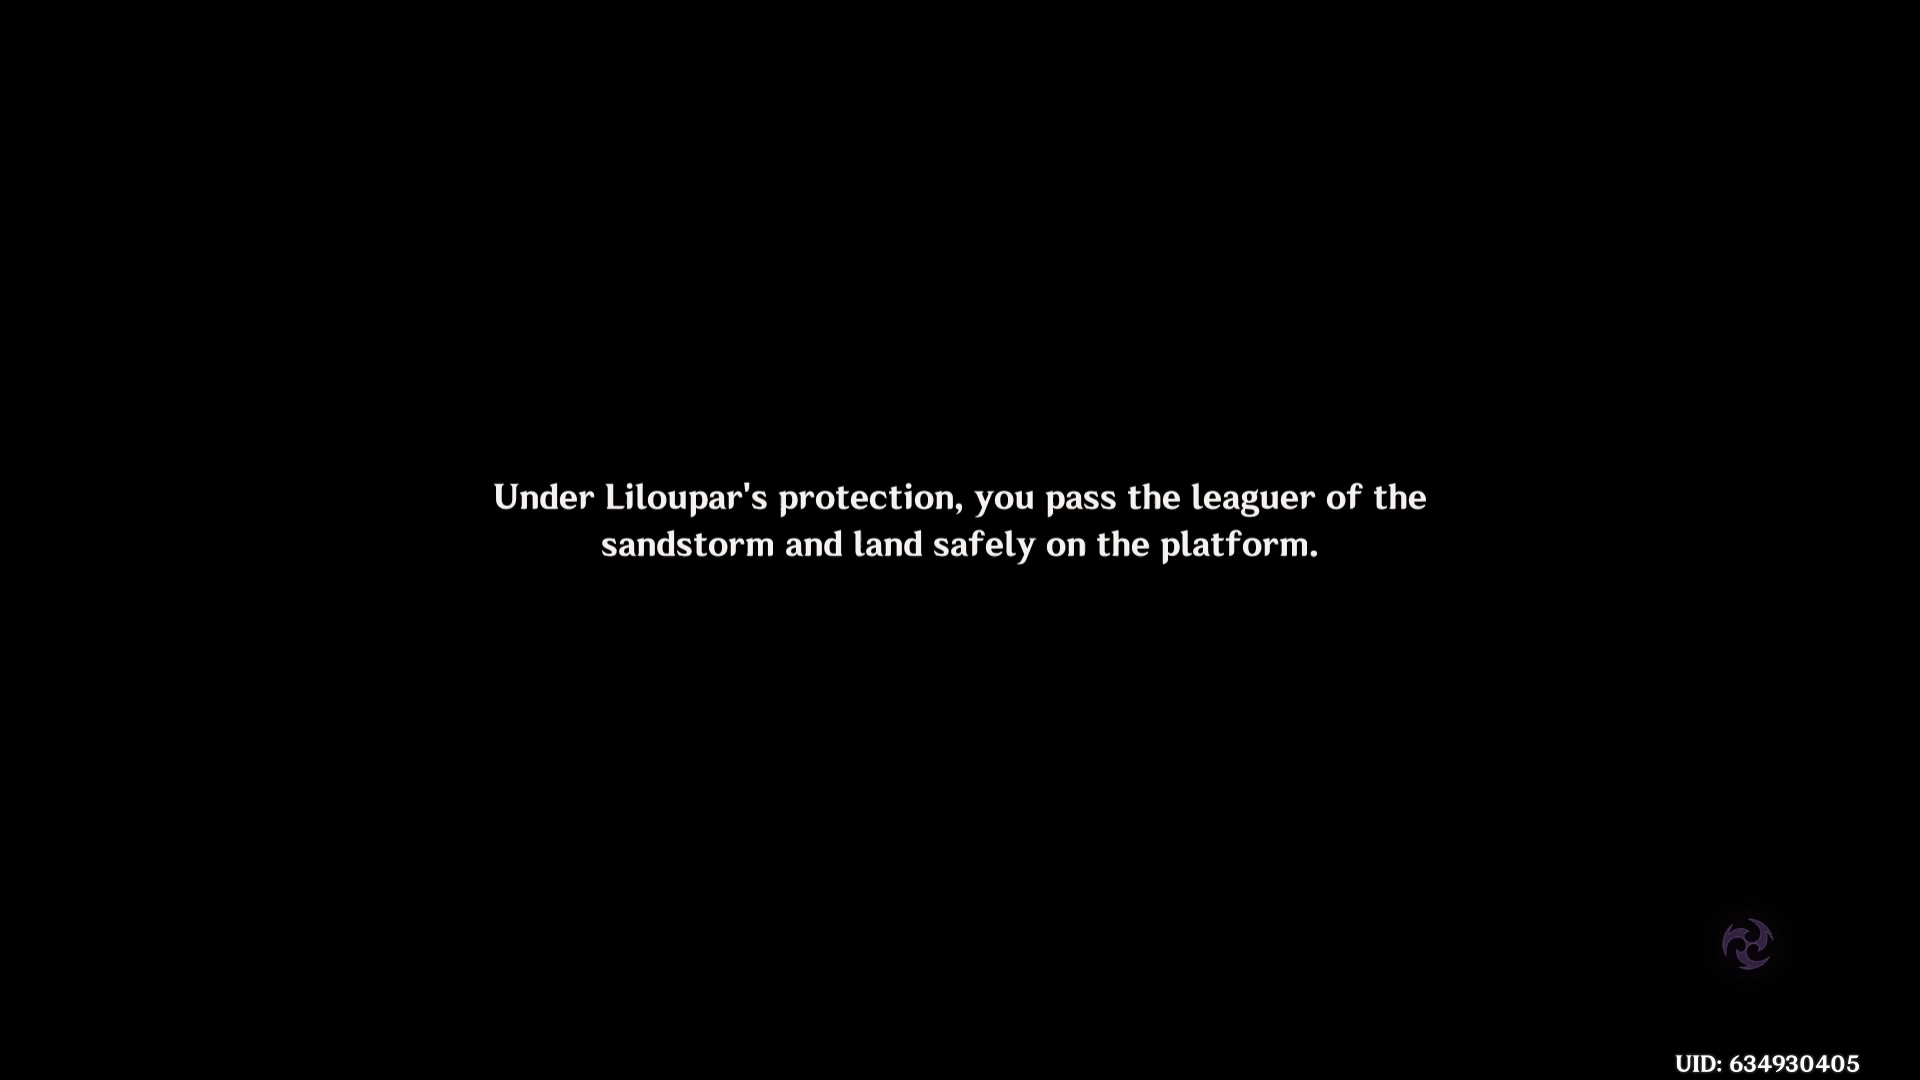 Under Liloupar's protection, you pass the leaguer of the
sandstorm and land safely on the platform.
UID: 634930405